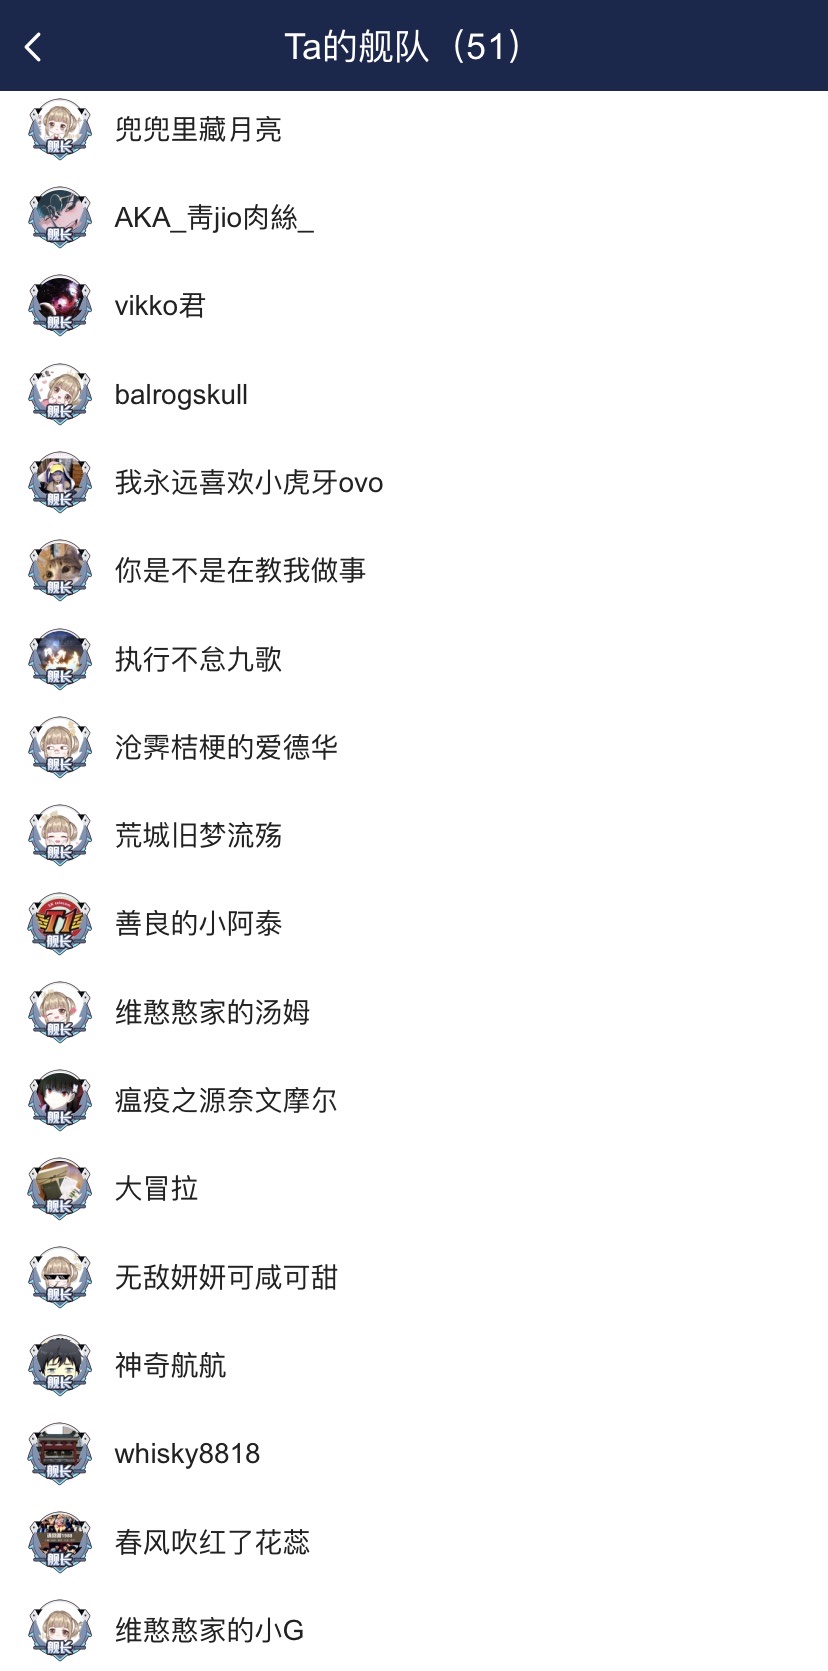 Ta的舰队（51）
兜兜里藏月亮
舰长
AKA_青jio肉絲_
舰长
vikko君
舰长
balrogskull
舰长
我永远喜欢小虎牙ovo
舰长
你是不是在教我做事
舰长
执行不怠九歌
舰长
沧霁桔梗的爱德华
舰长
荒城旧梦流殇
舰长
善良的小阿泰
T1
舰长
维憨憨家的汤姆
舰长
瘟疫之源奈文摩尔
舰长
大冒拉
舰长
无敌妍妍可咸可甜
舰长
神奇航航
舰长
whisky8818
舰长
春风吹红了花蕊
舰长
维憨憨家的小G
舰长